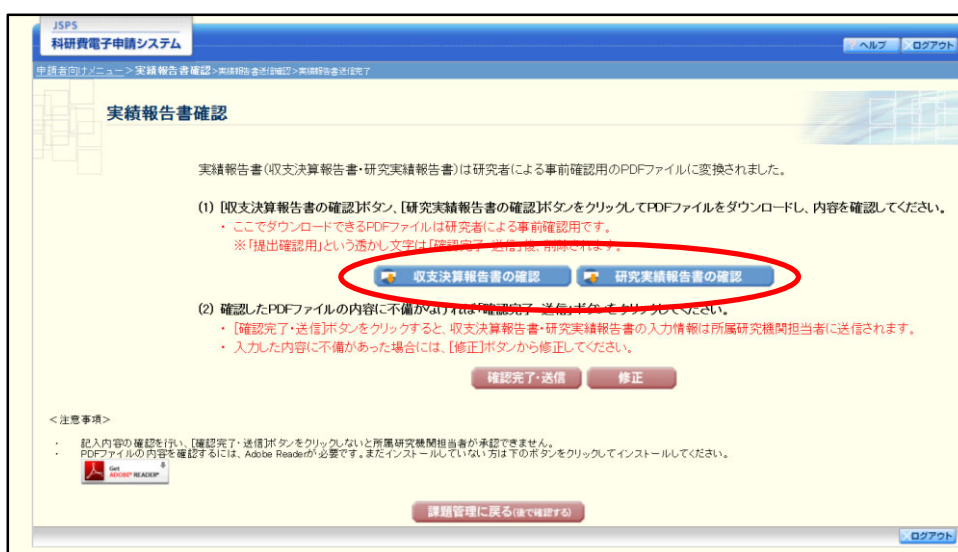 JSPS
科研費電子申請システム
ヘルプ ログアウト
申請者向けメニュー>実績報告書確認>実績報告書送信確認>実績報告書送信完了
実績報告書確認
実績報告書(収支決算報告書・研究実績報告書)は研究者による事前確認用のPDFファイルに変換されました。
(1) [収支決算報告書の確認]ボタン、[研究実績報告書の確認]ボタンをクリックしてPDFファイルをダウンロードし、内容を確認してください。
・ ここでダウンロードできるPDFファイルは研究者による事前確認用です。
※「提出確認用」という透かし文字は「確認完了・送信」後、削除されます。
収支決算報告書の確認 研究実績報告書の確認
(2) 確認したPDFファイルの内容に不備がなければ「確認完了・送信」ボタンをクリックしてください。
・ [確認完了・送信]ボタンをクリックすると、収支決算報告書・研究実績報告書の入力情報は所属研究機関担当者に送信されます。
・ 入力した内容に不備があった場合には、[修正]ボタンから修正してください。
確認完了・送信 修正
<注意事項>
・ 記入内容の確認を行い、[確認完了・送信]ボタンをクリックしないと所属研究機関担当者が承認できません。
・ PDFファイルの内容を確認するには、Adobe Readerが必要です。まだインストールしていない方は下のボタンをクリックしてインストールしてください。
Get
ADOBE® READER®
課題管理に戻る(後で確認する)
ログアウト